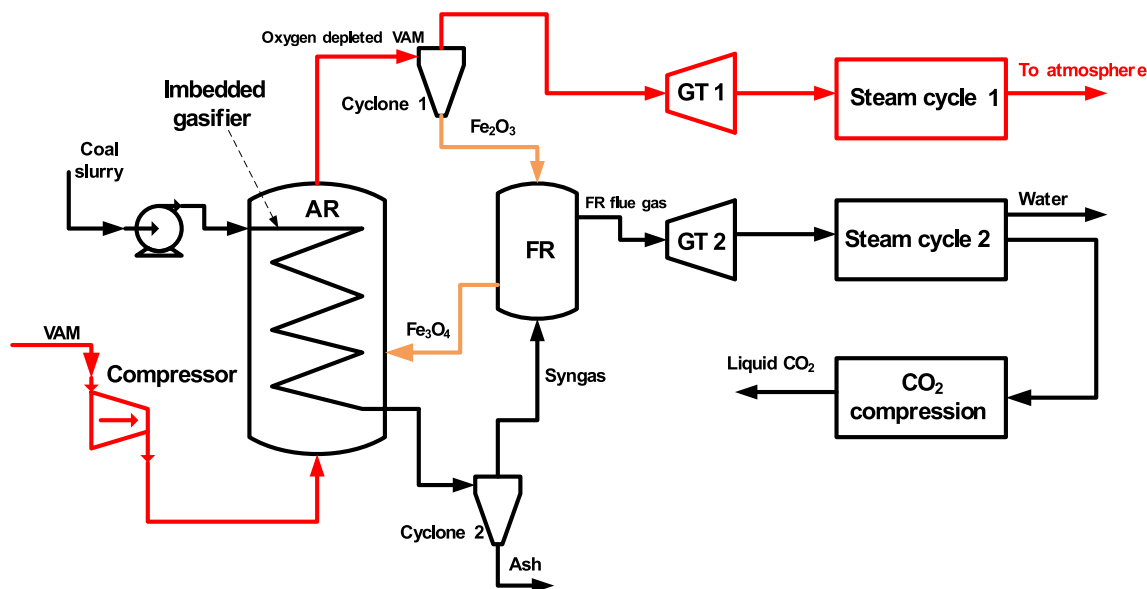 Oxygen depleted VAM
To atmosphere
GT 1
Steam cycle 1
Imbedded
gasifier
Cyclone 1
Fe₂O₃
Coal
slurry
AR
FR flue gas
Water
GT 2
Steam cycle 2
FR
VAM
Fe₃O₄
Compressor
Syngas
Liquid CO₂
CO₂
compression
Cyclone 2
Ash